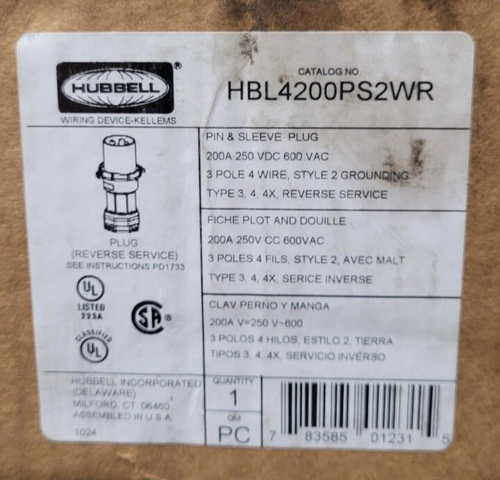 HUBBELL®
WIRING DEVICE-KELLEMS
CATALOG NO.
HBL4200PS2WR
PLUG
(REVERSE SERVICE)
SEE INSTRUCTIONS PD1733
UL
LISTED
223A
SA
CLASSIFIED
UL
PIN & SLEEVE PLUG
200A 250 VDC 600 VAC
3 POLE 4 WIRE, STYLE 2 GROUNDING
TYPE 3, 4, 4X, REVERSE SERVICE
FICHE PLOT AND DOUILLE
200A 250V CC 600VAC
3 POLES 4 FILS, STYLE 2, AVEC MALT
TYPE 3, 4, 4X, SERICE INVERSE
CLAV.PERNO Y MANGA
200A V=250 V~600
3 POLOS 4 HILOS, ESTILO 2, TIERRA
TIPOS 3, 4, 4X, SERVICIO INVERSO
HUBBELL INCORPORATED
(DELAWARE)
MILFORD, CT 06460
ASSEMBLED IN U.S.A
1024
QUANTITY
1
QM
PC
7 83585 01231 5